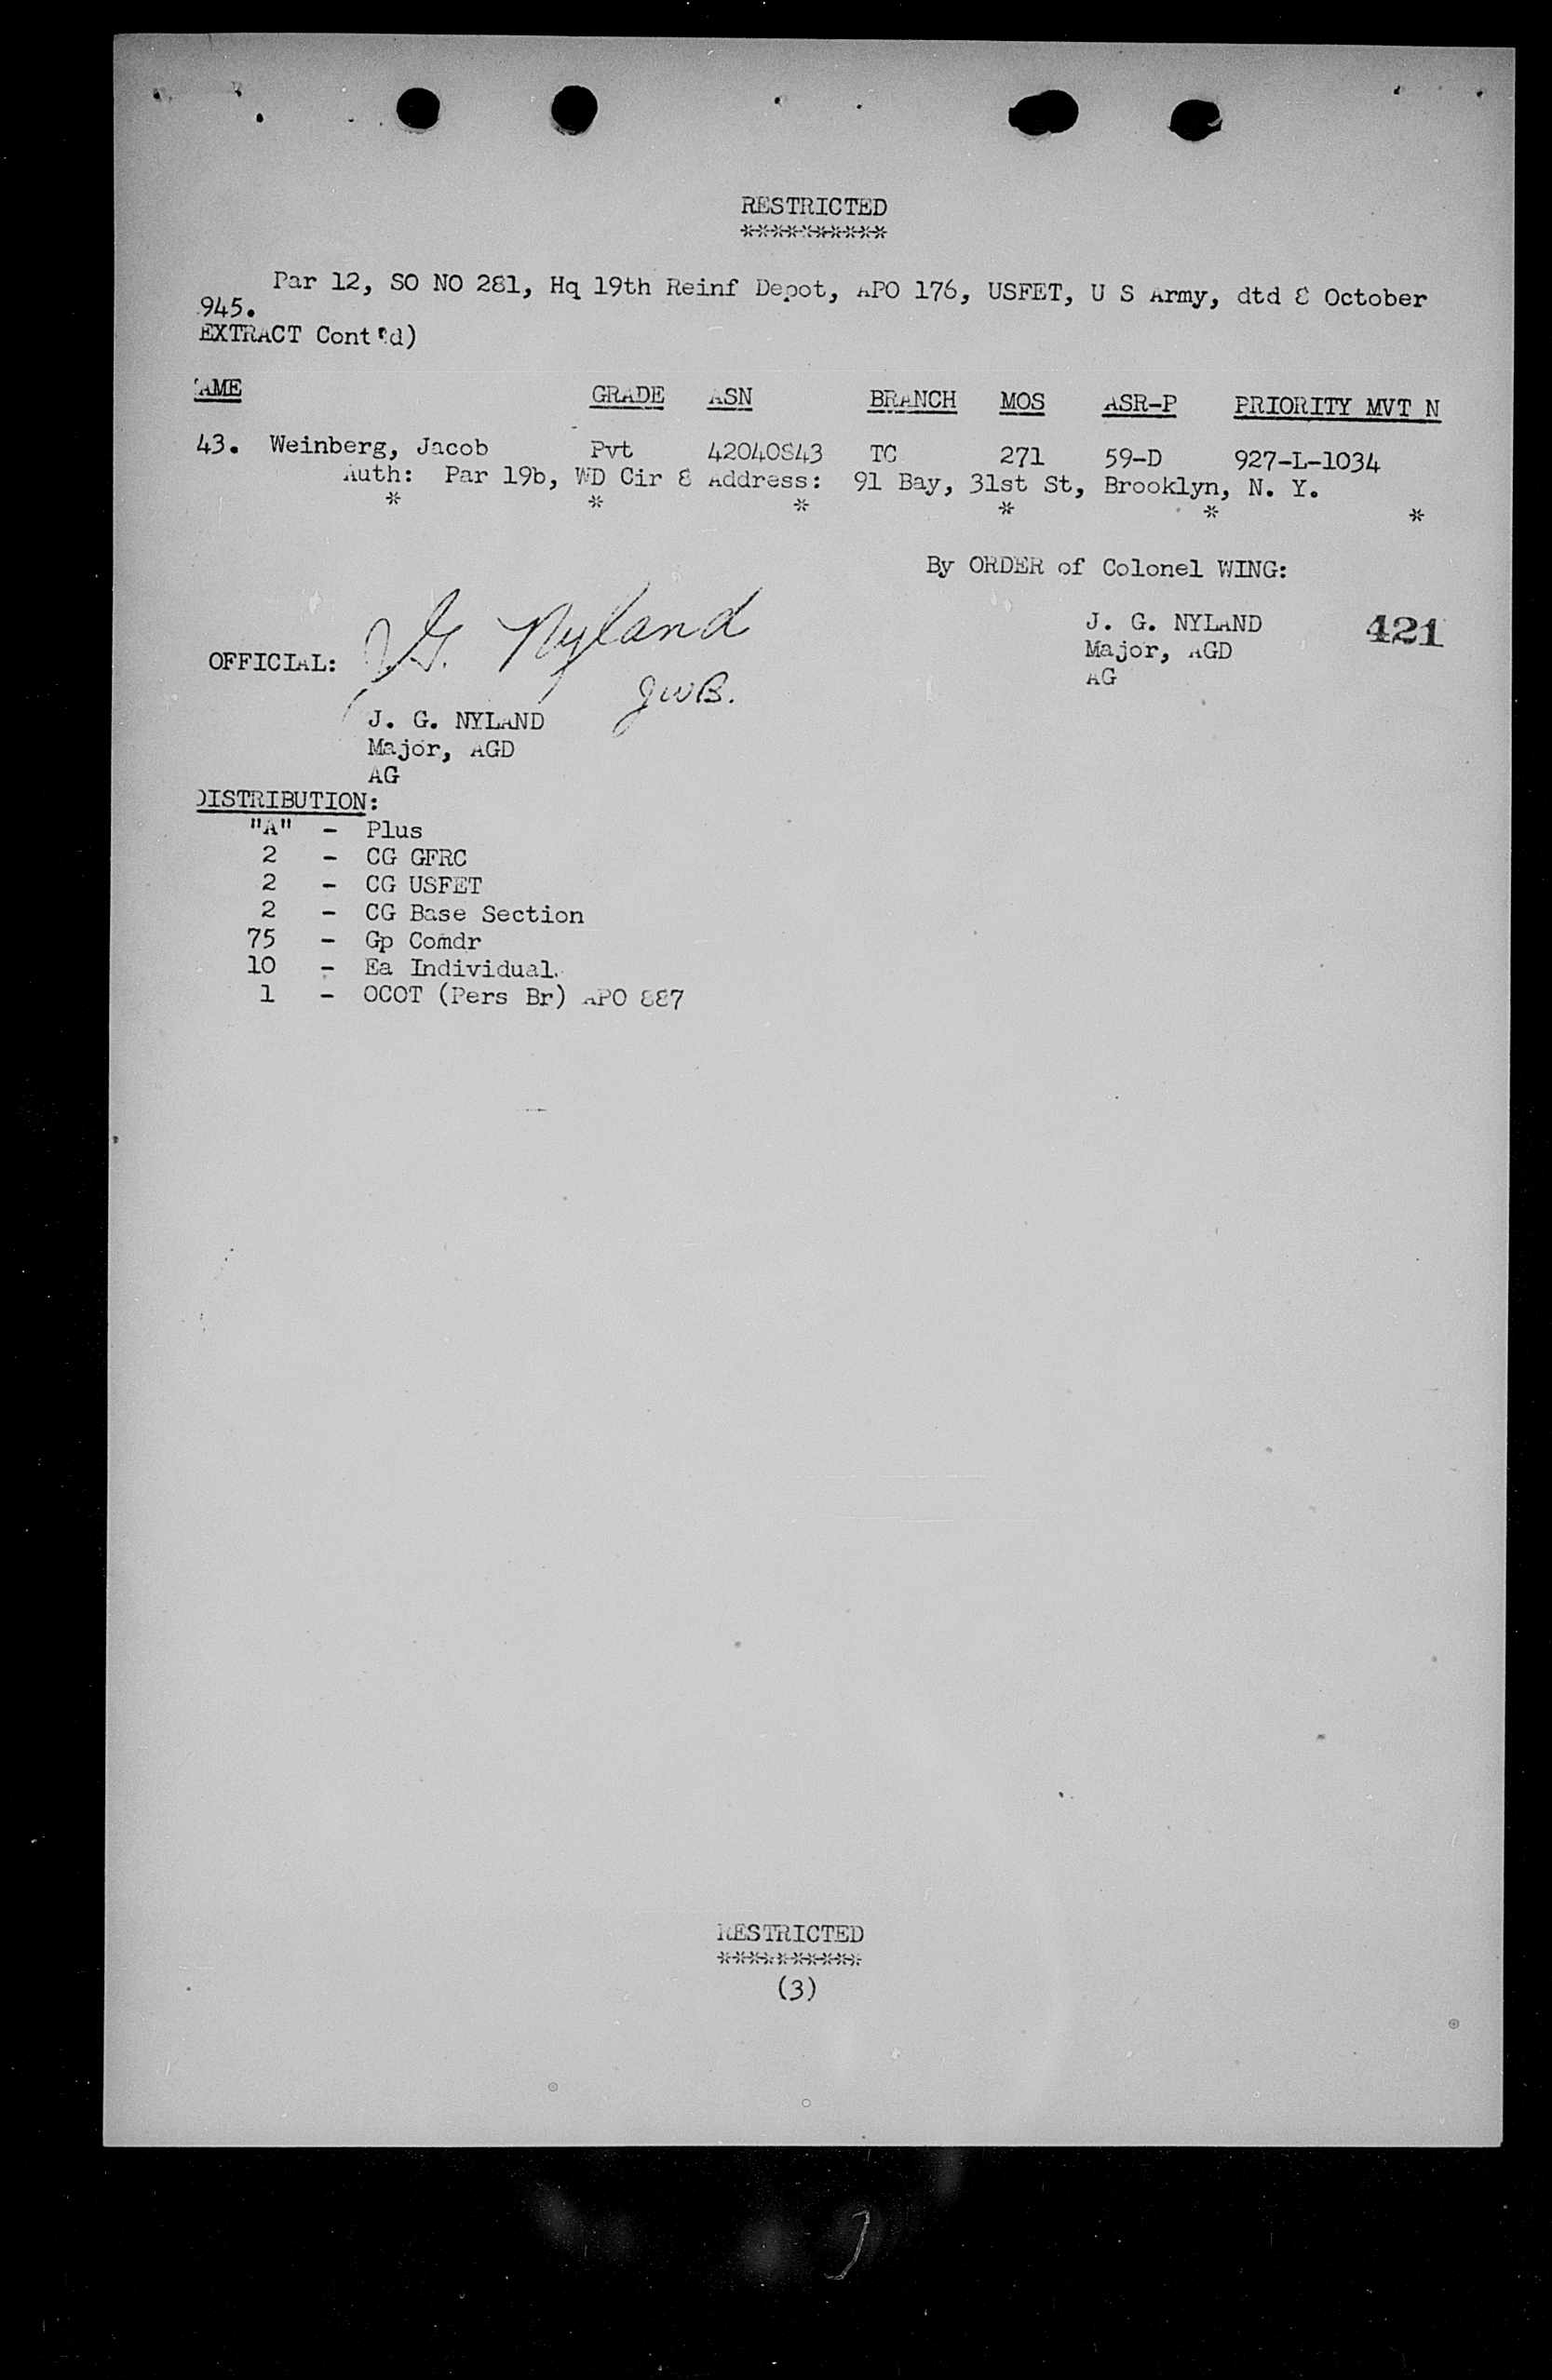 RESTRICTED
***********
Par 12, SO NO 281, Hq 19th Reinf Depot, APO 176, USFET, U S Army, dtd 8 October
945.
EXTRACT Cont'd)
AME GRADE ASN BRANCH MOS ASR-P PRIORITY MVT N
43. Weinberg, Jacob Pvt 42040843 TC 271 59-D 927-L-1034
Auth: Par 19b, WD Cir 8 Address: 91 Bay, 31st St, Brooklyn, N. Y.
* * * * * *
By ORDER of Colonel WING:
J. G. NYLAND 421
Major, AGD
AG
OFFICIAL: J G. Nyland
JWB.
J. G. NYLAND
Major, AGD
AG
DISTRIBUTION:
"A" - Plus
2 - CG GFRC
2 - CG USFET
2 - CG Base Section
75 - Gp Comdr
10 - Ea Individual.
1 - OCOT (Pers Br) APO 887
RESTRICTED
***********
(3)